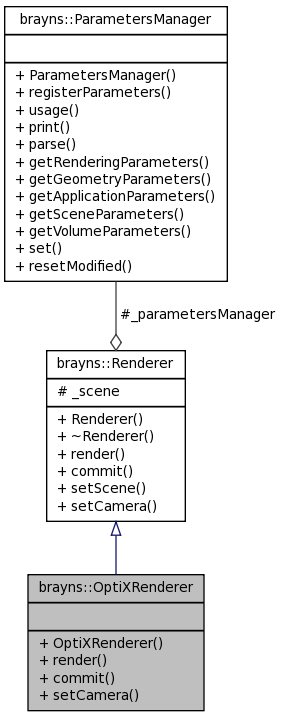 brayns::ParametersManager
+ ParametersManager()
+ registerParameters()
+ usage()
+ print()
+ parse()
+ getRenderingParameters()
+ getGeometryParameters()
+ getApplicationParameters()
+ getSceneParameters()
+ getVolumeParameters()
+ set()
+ resetModified()
#_parametersManager
brayns::Renderer
# _scene
+ Renderer()
+ ~Renderer()
+ render()
+ commit()
+ setScene()
+ setCamera()
brayns::OptiXRenderer
+ OptiXRenderer()
+ render()
+ commit()
+ setCamera()